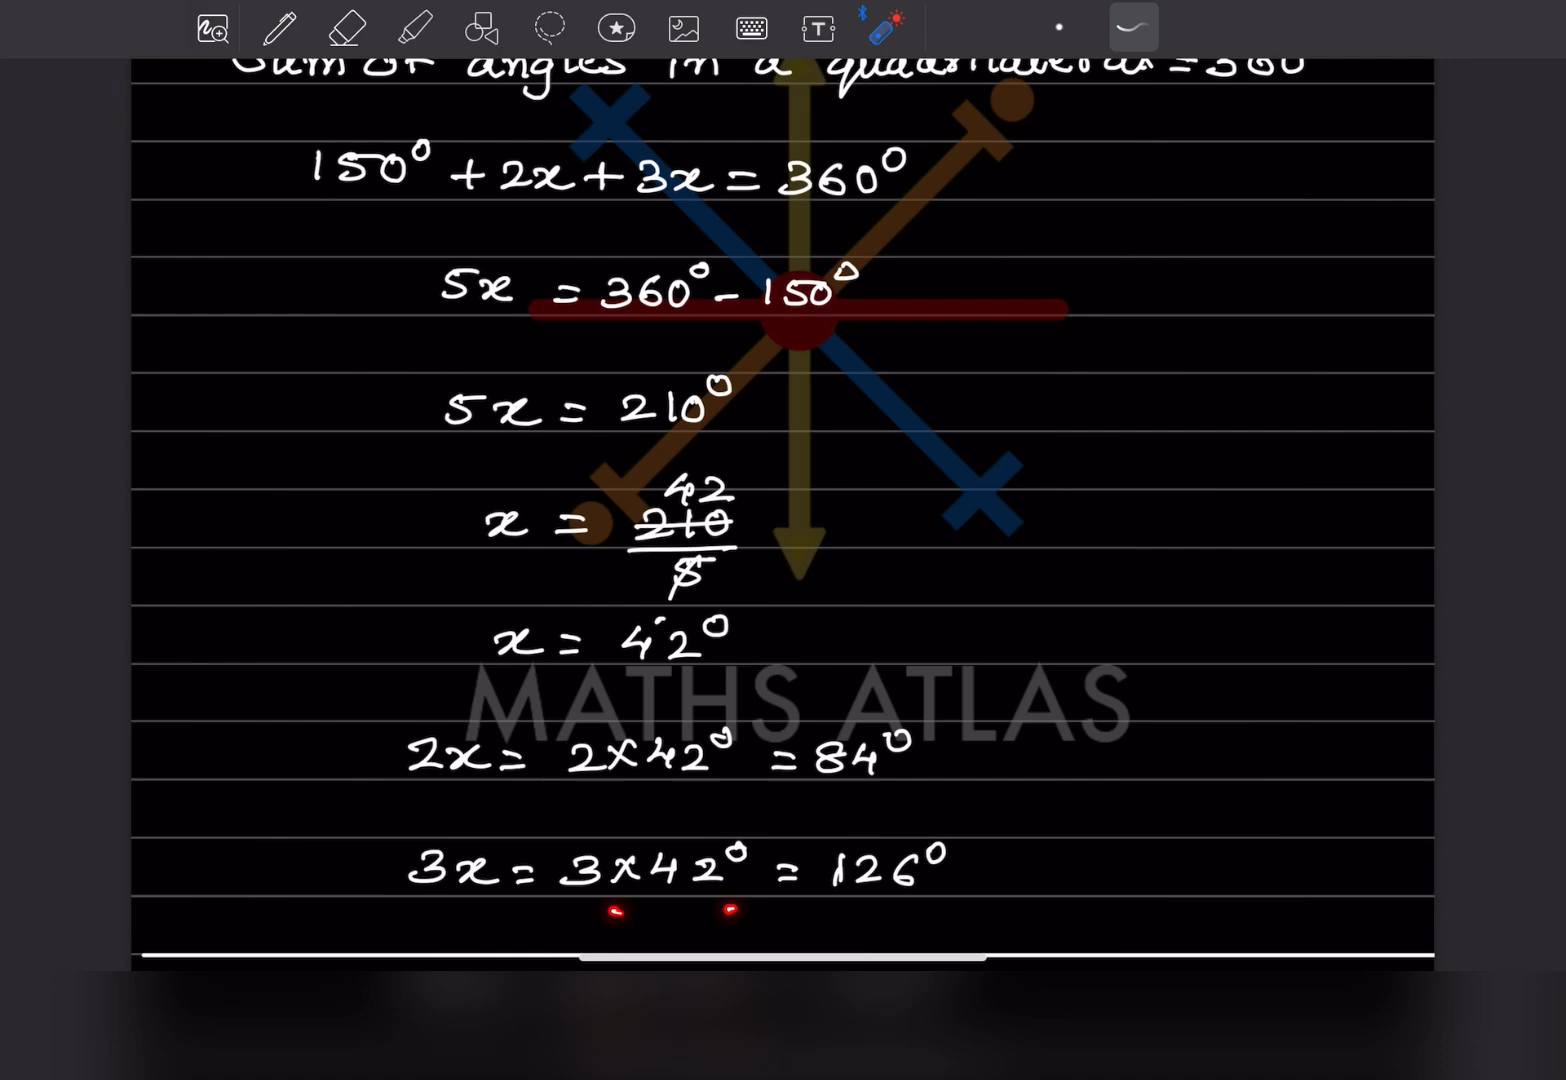 Sum of angles in a quadrilateral = 360
150° + 2x + 3x = 360°
5x = 360° - 150°
5x = 210°
42
x = 210
5
x = 42°
MATHS ATLAS
2x = 2×42° = 84°
3x = 3×42° = 126°